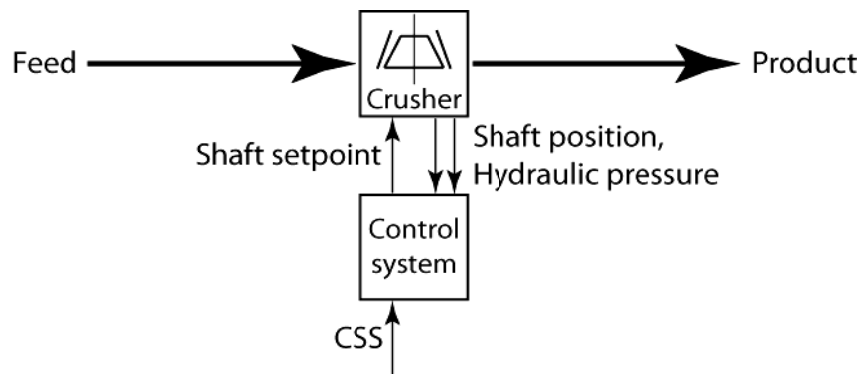 Feed
Crusher
Product
Shaft setpoint
Shaft position,
Hydraulic pressure
Control
system
CSS